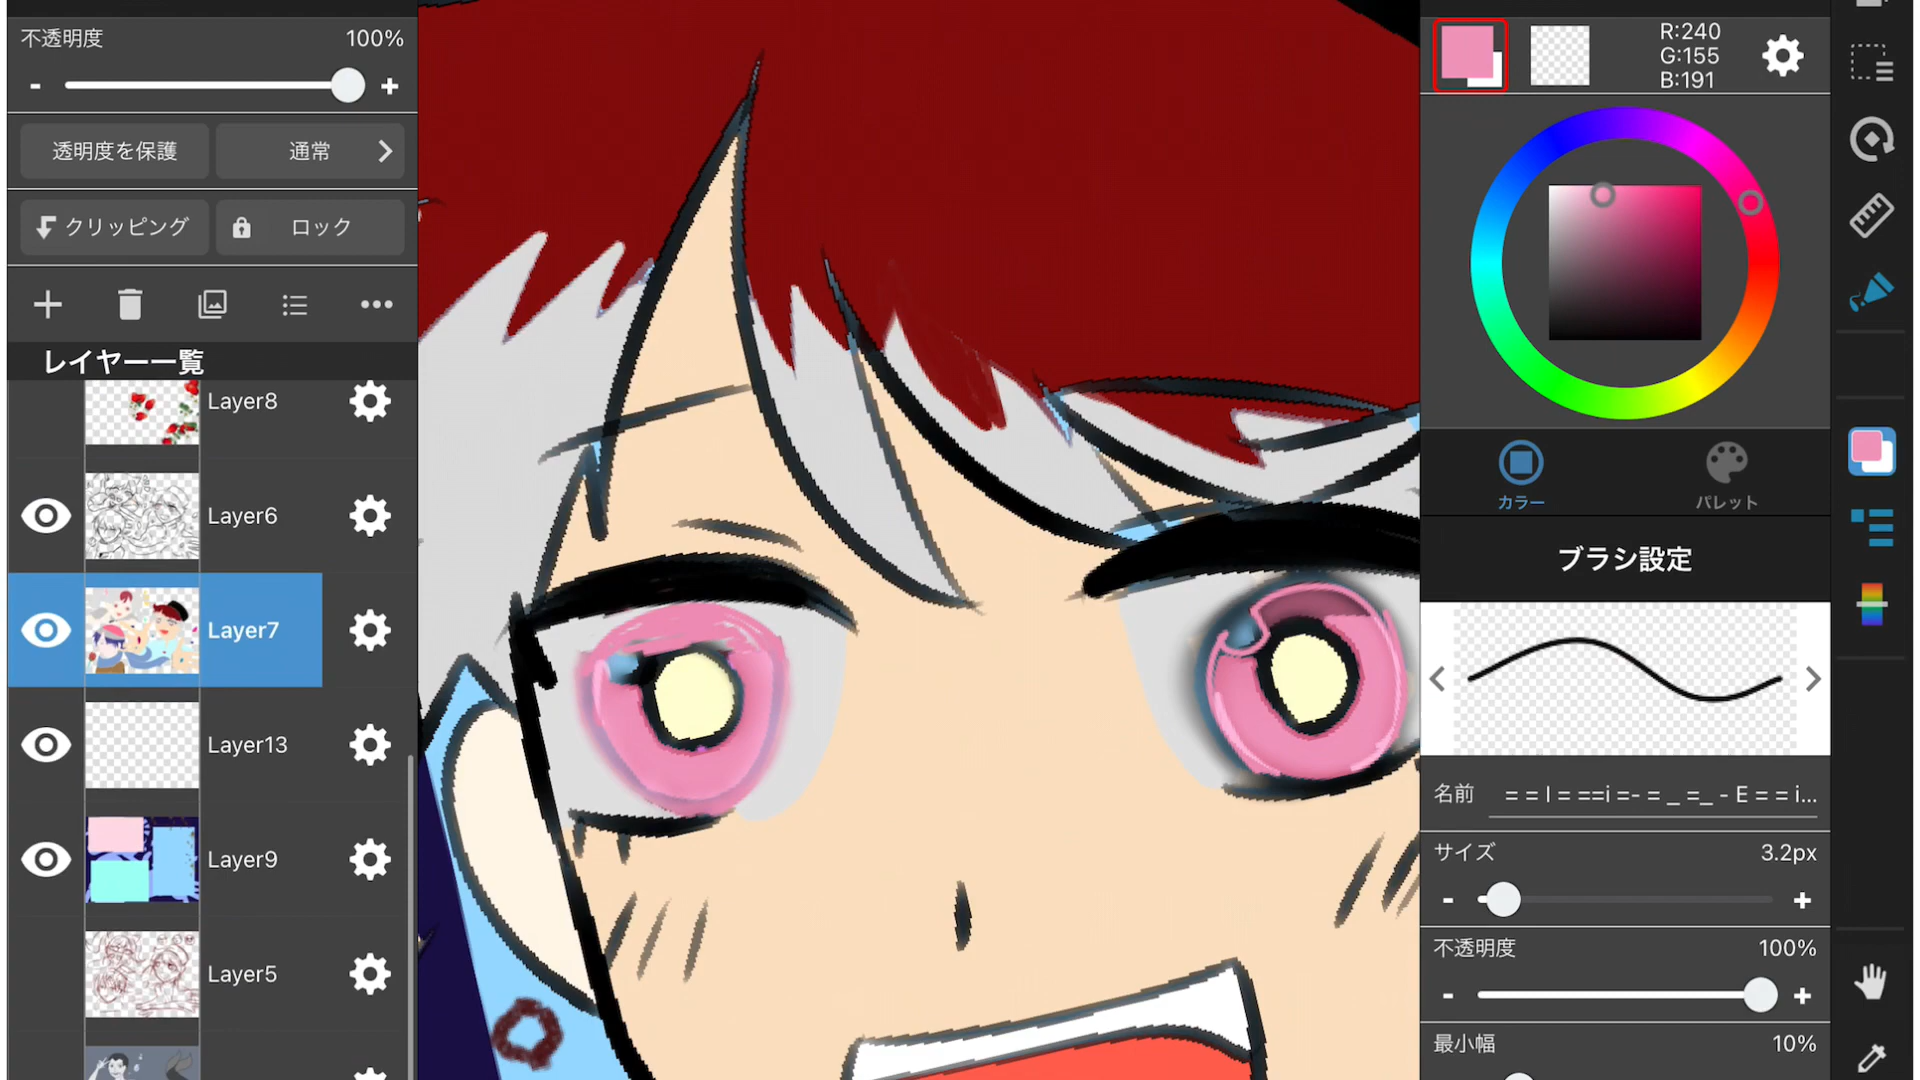 不透明度 100%
- +
透明度を保護 通常
クリッピング ロック
レイヤー一覧
Layer8
Layer6
Layer7
Layer13
Layer9
Layer5
R:240
G:155
B:191
カラー パレット
ブラシ設定
名前 = = I = ==i =- = _ =_ - E = = i...
サイズ 3.2px
- +
不透明度 100%
- +
最小幅 10%